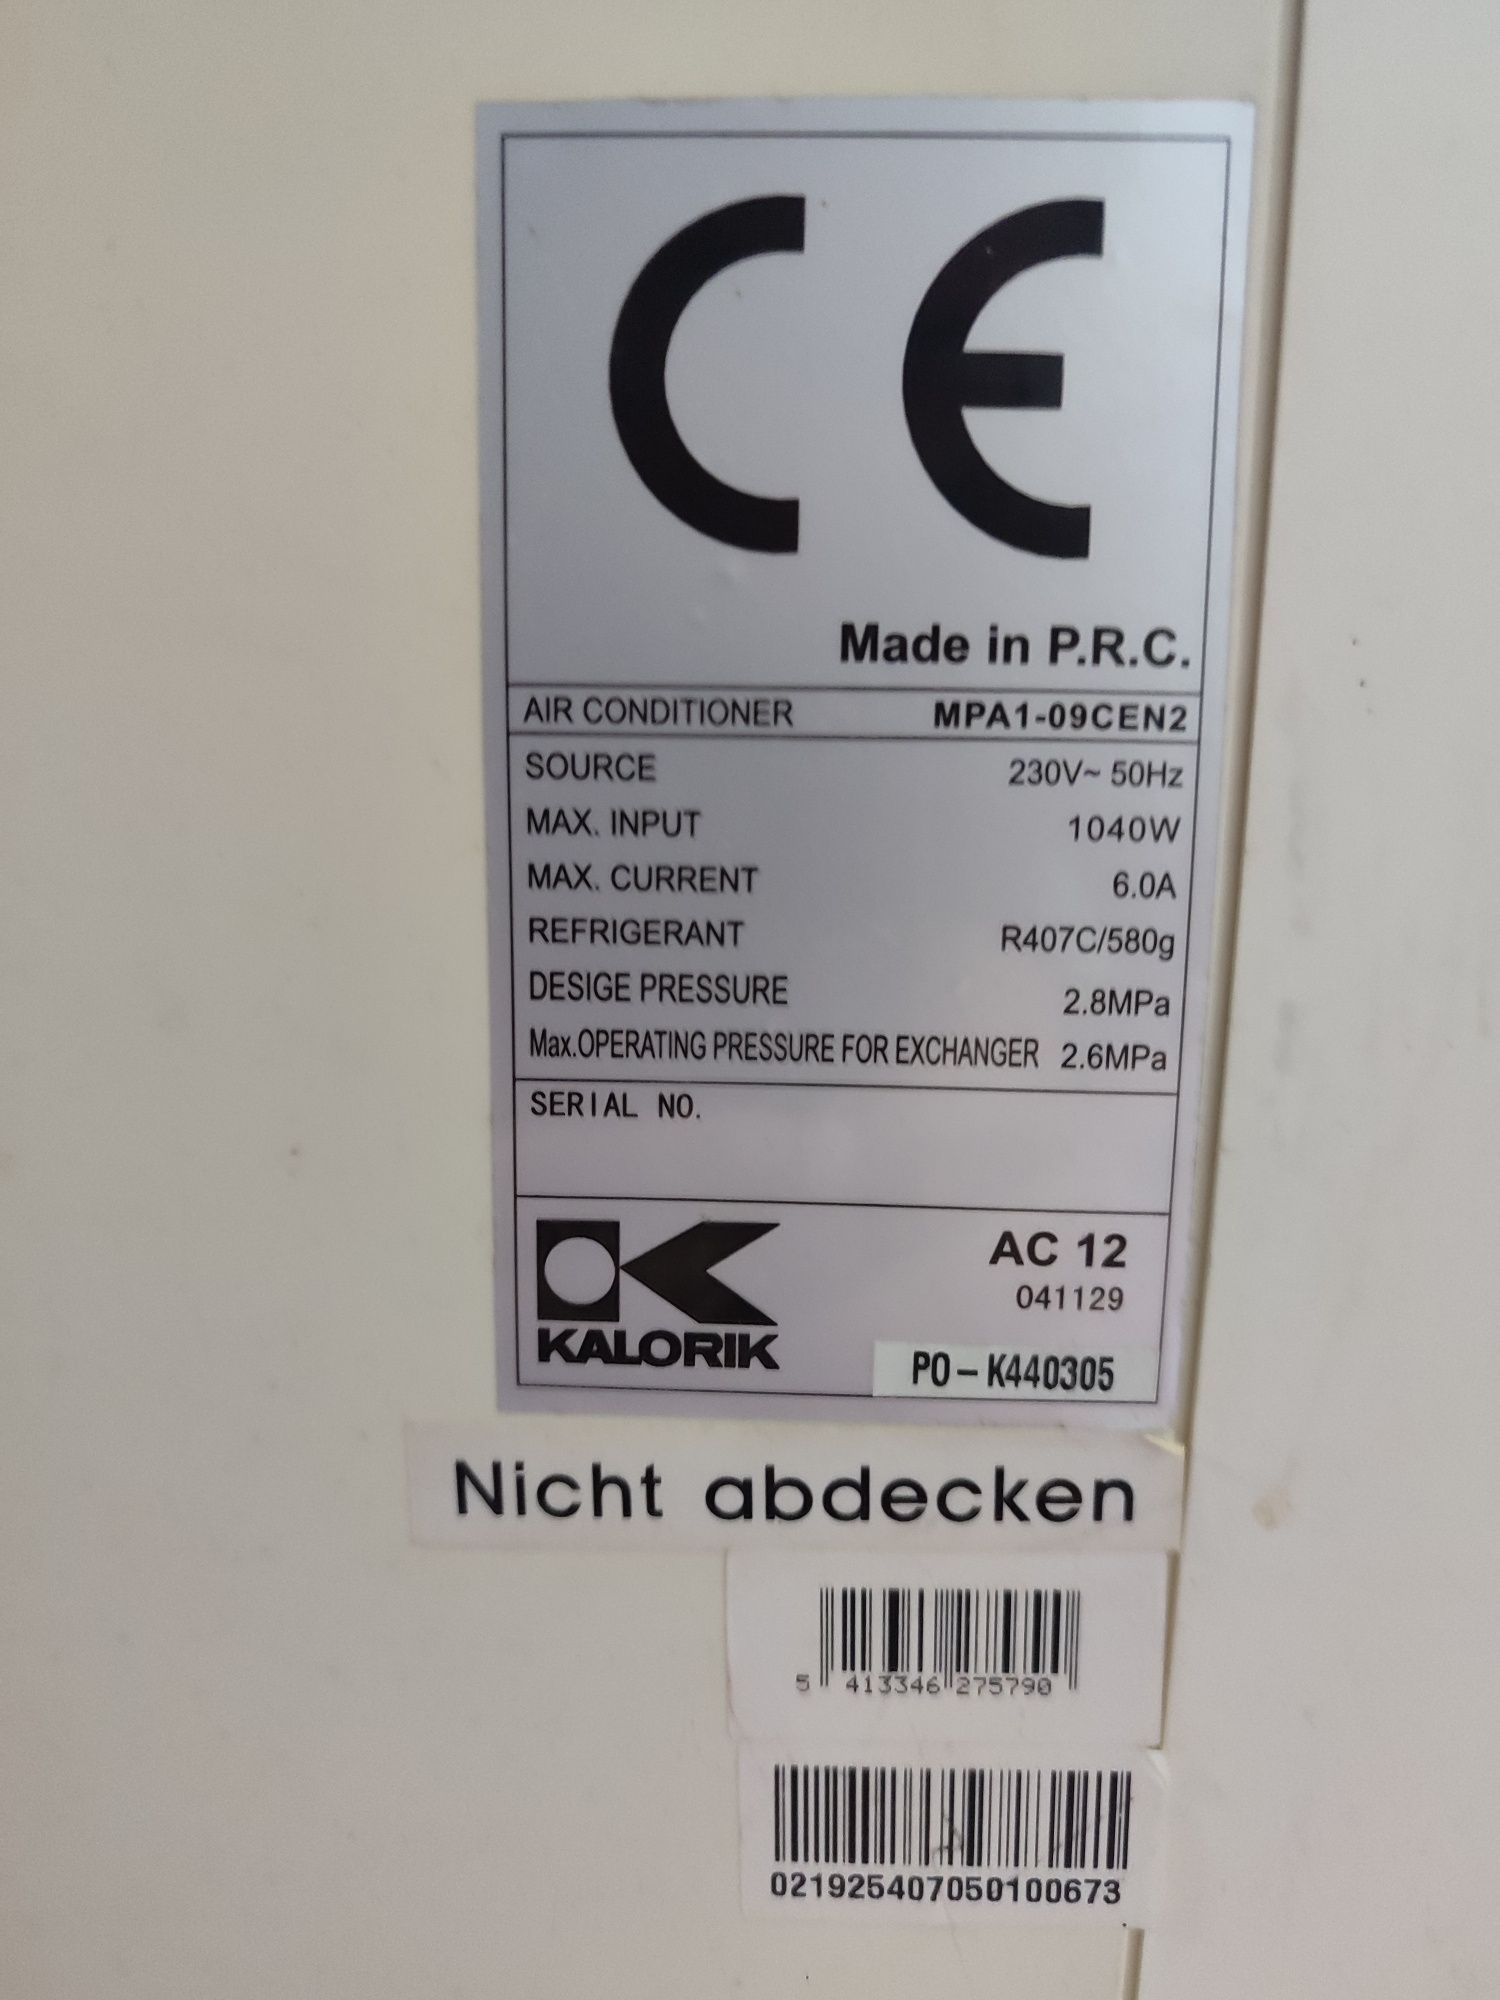 CE
Made in P.R.C.
AIR CONDITIONER MPA1-09CEN2
SOURCE 230V~ 50Hz
MAX. INPUT 1040W
MAX. CURRENT 6.0A
REFRIGERANT R407C/580g
DESIGE PRESSURE 2.8MPa
Max.OPERATING PRESSURE FOR EXCHANGER 2.6MPa
SERIAL NO.
AC 12
041129
KALORIK
PO-K440305
Nicht abdecken
5 413346 275790
021925407050100673